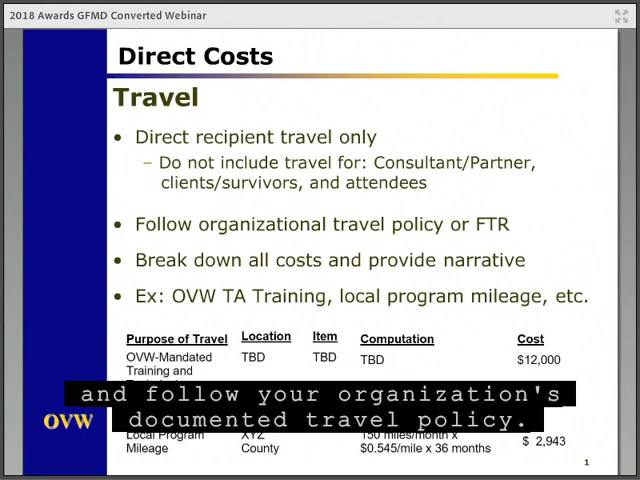 2018 Awards GFMD Converted Webinar
Direct Costs
Travel
• Direct recipient travel only
– Do not include travel for: Consultant/Partner,
clients/survivors, and attendees
• Follow organizational travel policy or FTR
• Break down all costs and provide narrative
• Ex: OVW TA Training, local program mileage, etc.
Purpose of Travel Location Item Computation Cost
OVW-Mandated TBD TBD TBD $12,000
Training and
and follow your organization's
documented travel policy.
OVW
Local Program XYZ 150 miles/month x $ 2,943
Mileage County $0.545/mile x 36 months
1